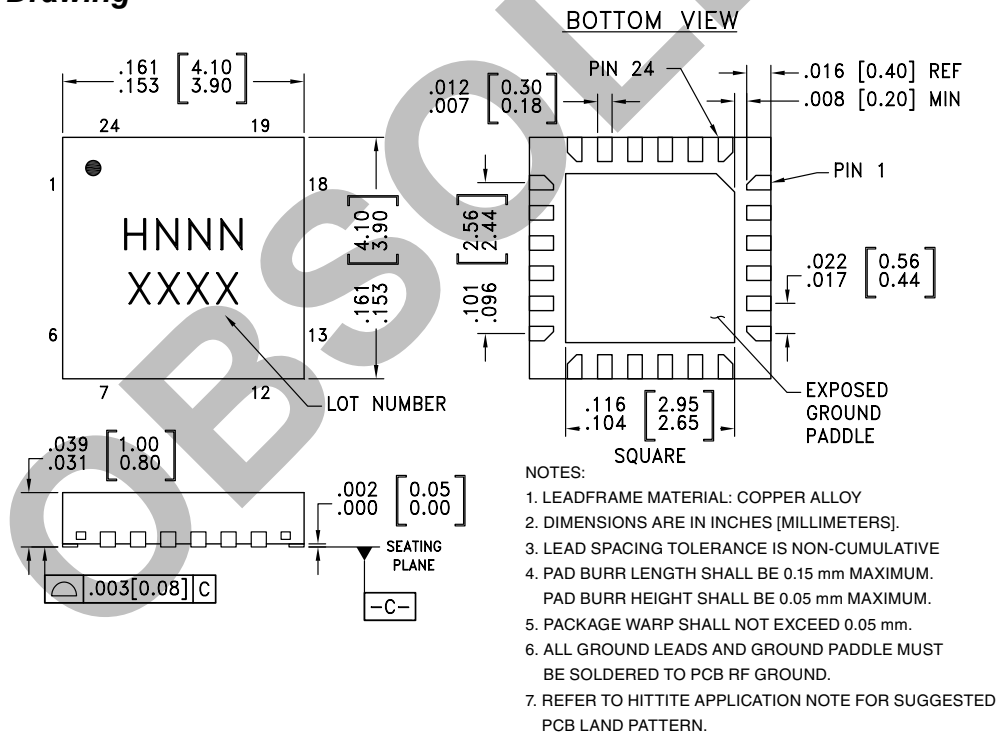 Drawing
BOTTOM VIEW
.161 [4.10]
.153 [3.90]
24 19
1 18
HNNN
XXXX
6 13
7 12
LOT NUMBER
.161 [4.10]
.153 [3.90]
PIN 24
.012 [0.30]
.007 [0.18]
.016 [0.40] REF
.008 [0.20] MIN
PIN 1
.101 [2.56]
.096 [2.44]
.022 [0.56]
.017 [0.44]
EXPOSED
GROUND
PADDLE
.116 [2.95]
.104 [2.65]
SQUARE
.039 [1.00]
.031 [0.80]
.002 [0.05]
.000 [0.00]
SEATING
PLANE
.003[0.08] C
-C-
NOTES:
1. LEADFRAME MATERIAL: COPPER ALLOY
2. DIMENSIONS ARE IN INCHES [MILLIMETERS].
3. LEAD SPACING TOLERANCE IS NON-CUMULATIVE
4. PAD BURR LENGTH SHALL BE 0.15 mm MAXIMUM.
PAD BURR HEIGHT SHALL BE 0.05 mm MAXIMUM.
5. PACKAGE WARP SHALL NOT EXCEED 0.05 mm.
6. ALL GROUND LEADS AND GROUND PADDLE MUST
BE SOLDERED TO PCB RF GROUND.
7. REFER TO HITTITE APPLICATION NOTE FOR SUGGESTED
PCB LAND PATTERN.